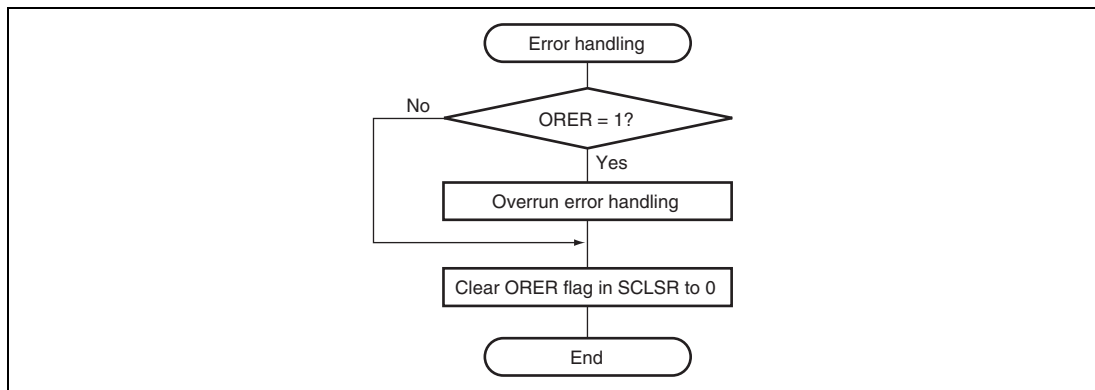 Error handling
No
ORER = 1?
Yes
Overrun error handling
Clear ORER flag in SCLSR to 0
End